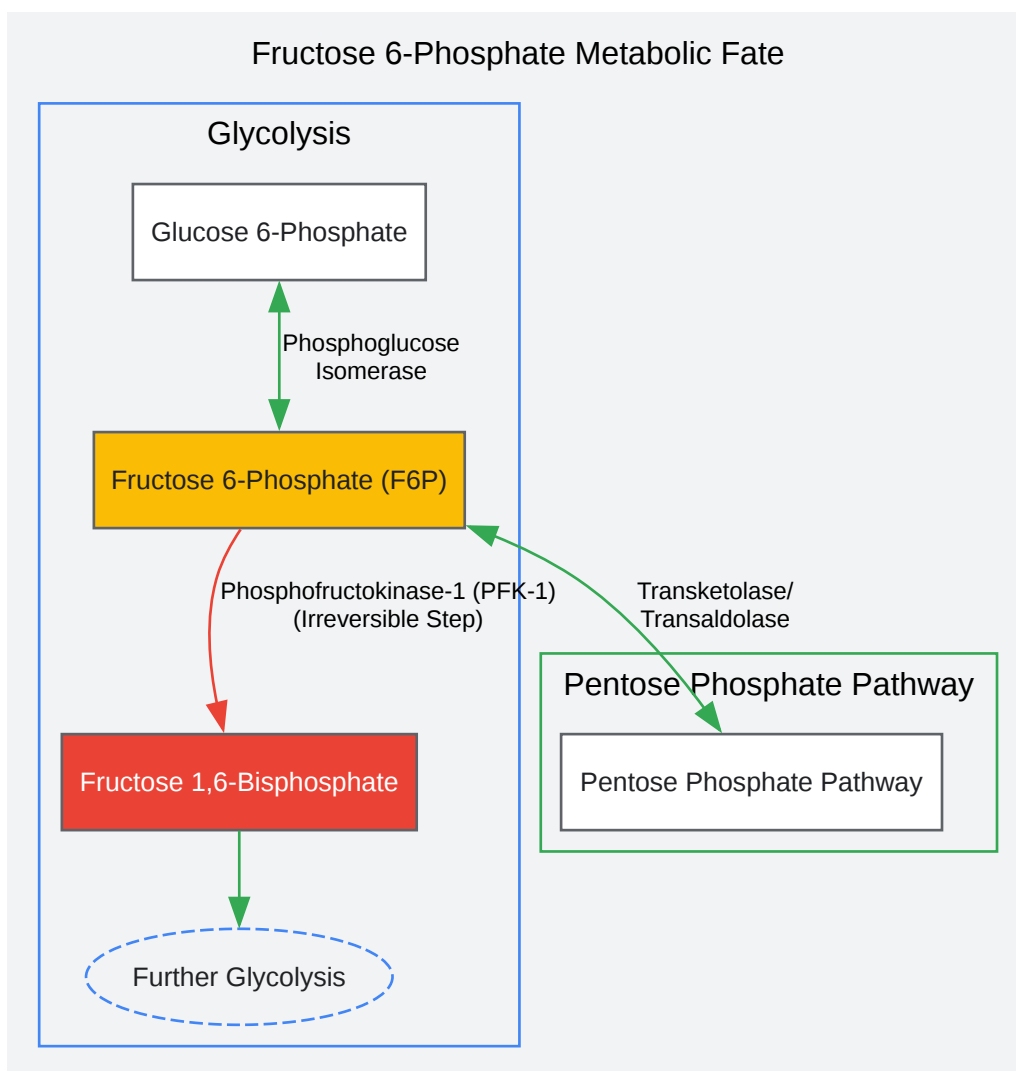 Fructose 6-Phosphate Metabolic Fate
Glycolysis
Glucose 6-Phosphate
Phosphoglucose
Isomerase
Fructose 6-Phosphate (F6P)
Phosphofructokinase-1 (PFK-1)
(Irreversible Step)
Transketolase/
Transaldolase
Pentose Phosphate Pathway
Fructose 1,6-Bisphosphate
Pentose Phosphate Pathway
Further Glycolysis